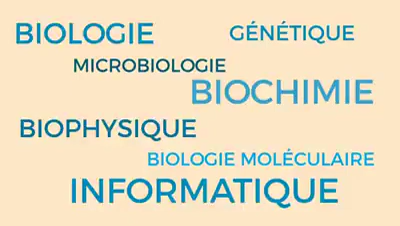 BIOLOGIE
GÉNÉTIQUE
MICROBIOLOGIE
BIOCHIMIE
BIOPHYSIQUE
BIOLOGIE MOLÉCULAIRE
INFORMATIQUE